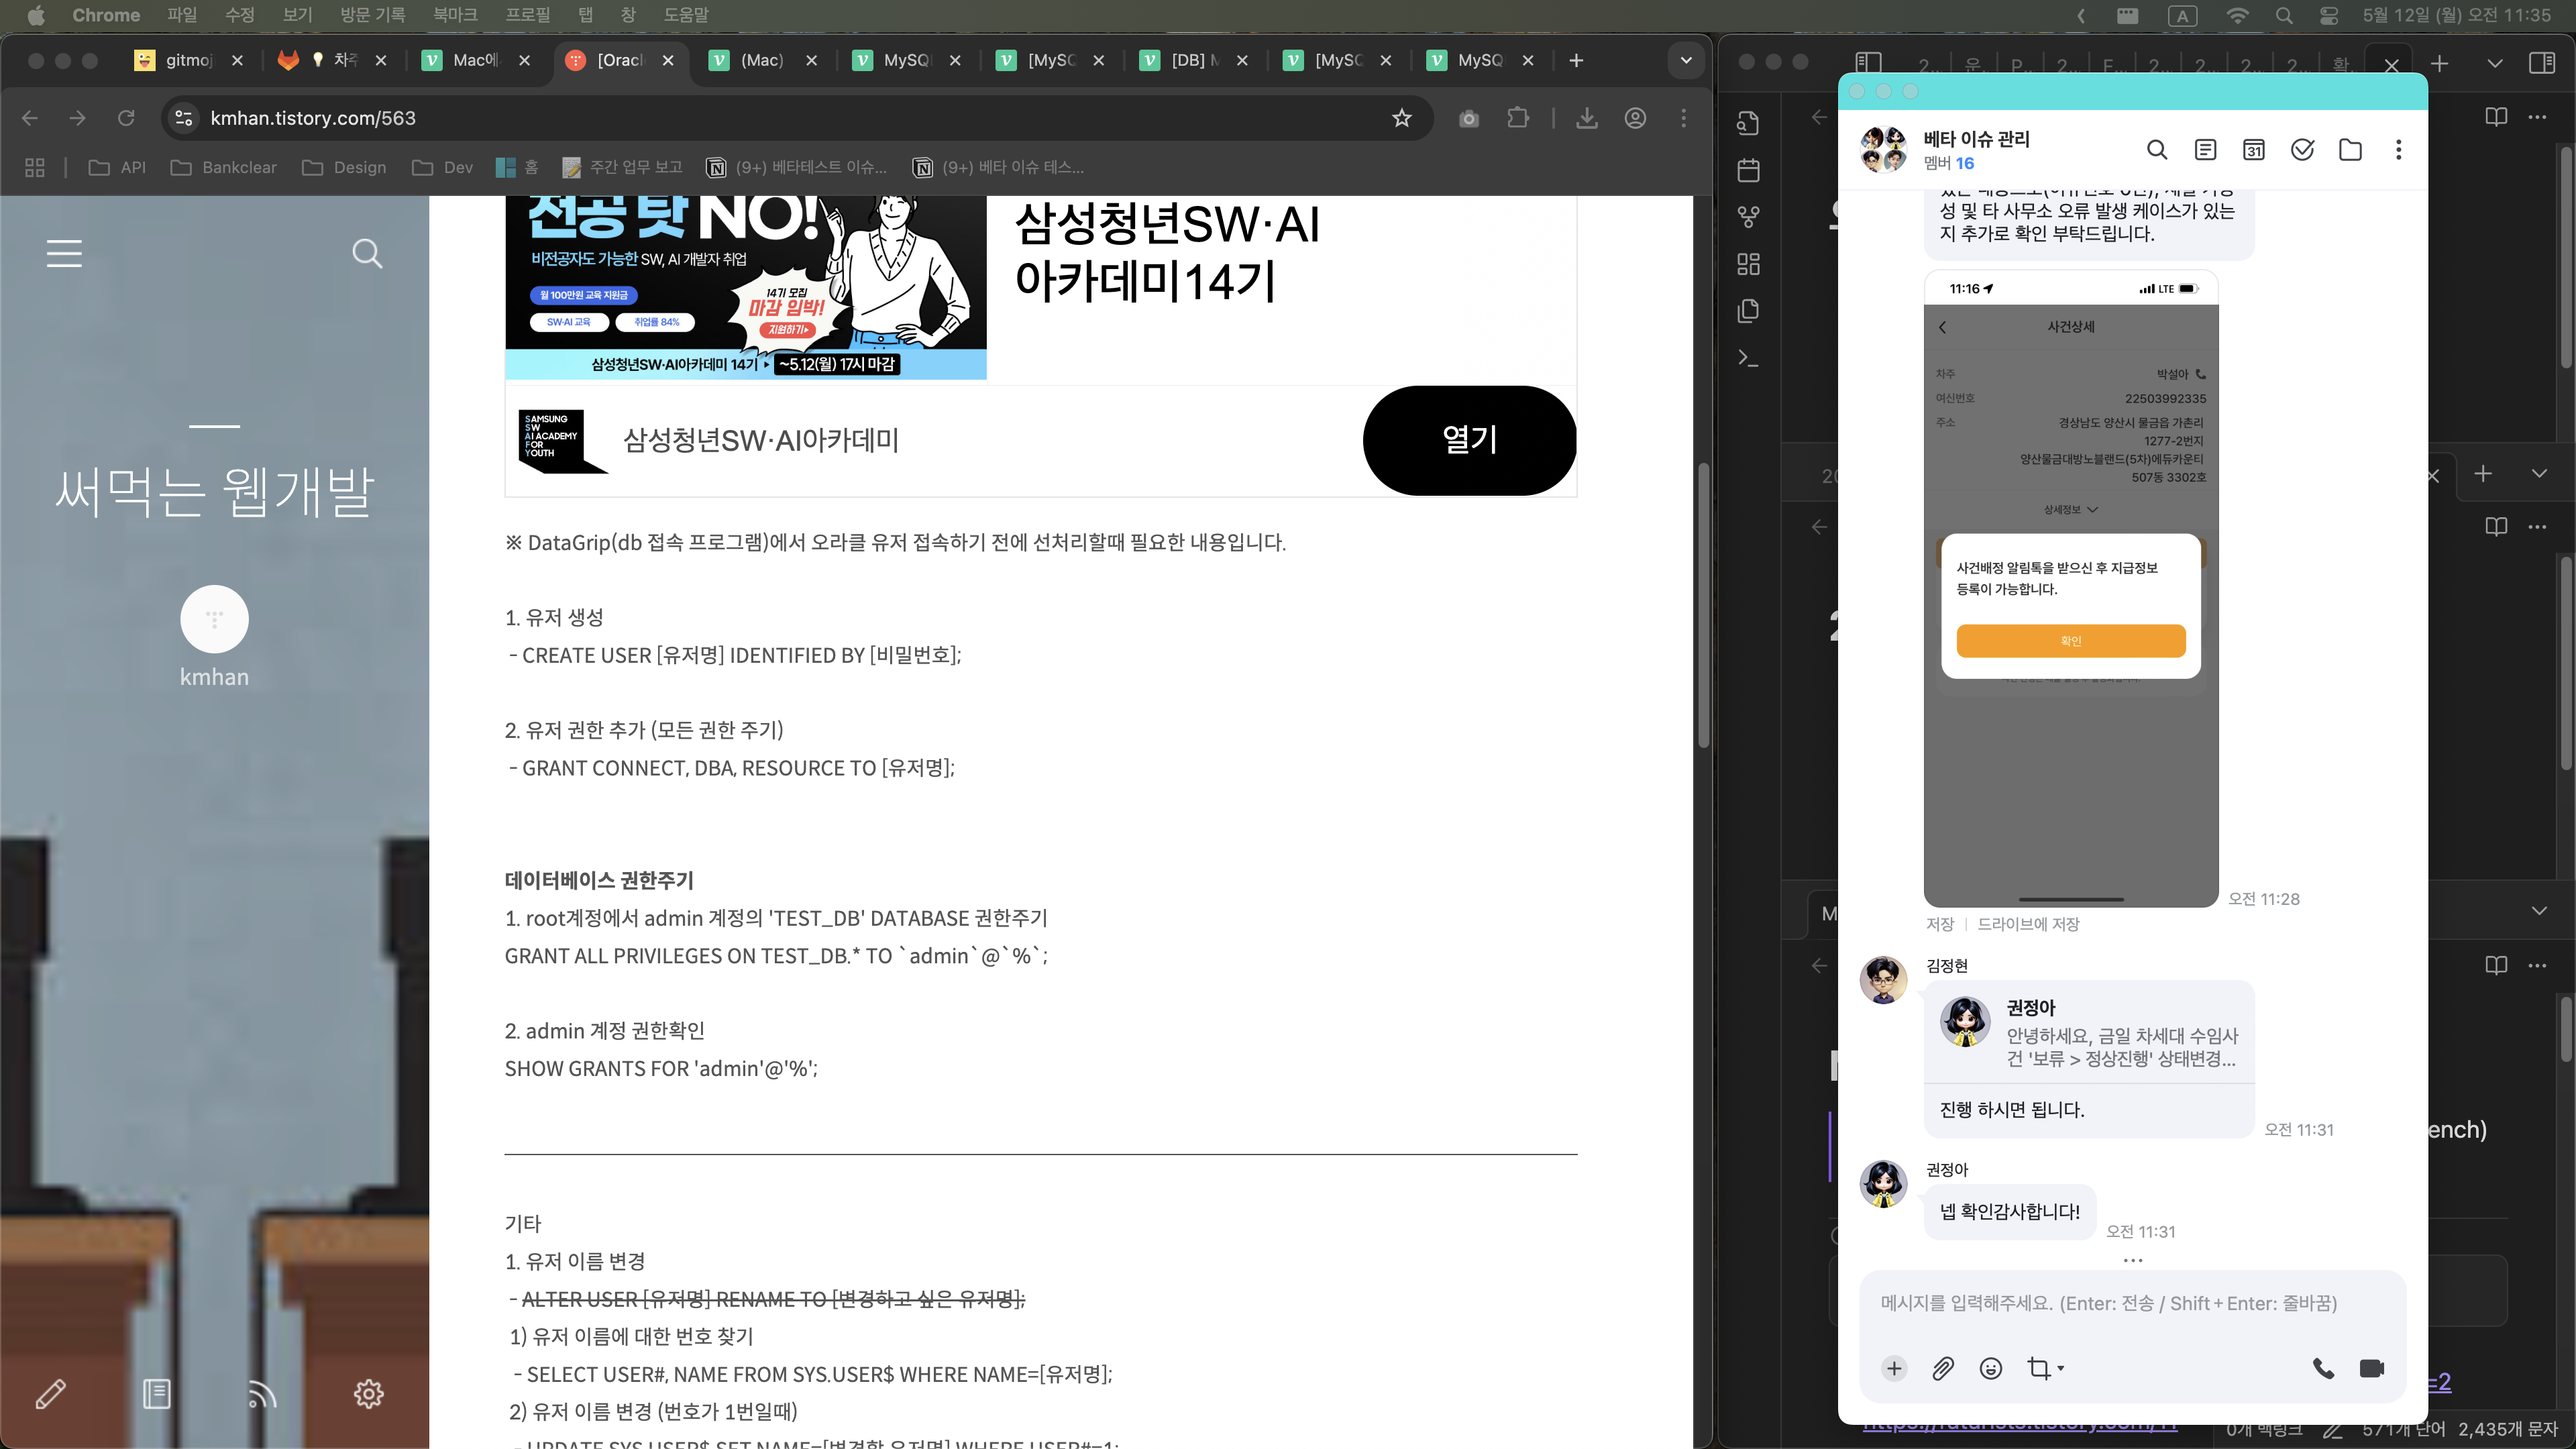 Chrome 파일 수정 보기 방문 기록 북마크 프로필 탭 창 도움말
A 5월 12일 (월) 오전 11:35
gitmoj
차주
Mac에
[Oracl
(Mac)
MySQ
[MySQ
[DB] M
[MySQ
MySQ
kmhan.tistory.com/563
API Bankclear Design Dev 홈 주간 업무 보고 (9+) 베타테스트 이슈... (9+) 베타 이슈 테스...
써먹는 웹개발
kmhan
전공 탓 NO!
비전공자도 가능한 SW, AI 개발자 취업
월 100만원 교육 지원금
SW·AI 교육 취업률 84%
14기 모집
마감 임박!
지원하기
삼성청년SW·AI아카데미 14기 ~5.12(월) 17시 마감
삼성청년SW·AI
아카데미14기
SAMSUNG
SW
AI ACADEMY
FOR
YOUTH
삼성청년SW·AI아카데미
열기
※ DataGrip(db 접속 프로그램)에서 오라클 유저 접속하기 전에 선처리할때 필요한 내용입니다.
1. 유저 생성
- CREATE USER [유저명] IDENTIFIED BY [비밀번호];
2. 유저 권한 추가 (모든 권한 주기)
- GRANT CONNECT, DBA, RESOURCE TO [유저명];
데이터베이스 권한주기
1. root계정에서 admin 계정의 'TEST_DB' DATABASE 권한주기
GRANT ALL PRIVILEGES ON TEST_DB.* TO `admin`@`%`;
2. admin 계정 권한확인
SHOW GRANTS FOR 'admin'@'%';
기타
1. 유저 이름 변경
- ALTER USER [유저명] RENAME TO [변경하고 싶은 유저명];
1) 유저 이름에 대한 번호 찾기
- SELECT USER#, NAME FROM SYS.USER$ WHERE NAME=[유저명];
2) 유저 이름 변경 (번호가 1번일때)
- UPDATE SYS.USER$ SET NAME=[변경할 유저명] WHERE USER#=1;
베타 이슈 관리
멤버 16
31
성 및 타 사무소 오류 발생 케이스가 있는
지 추가로 확인 부탁드립니다.
11:16
LTE
사건상세
차주 박설아
여신번호 22503992335
주소 경상남도 양산시 물금읍 가촌리
1277-2번지
양산물금대방노블랜드(5차)에듀카운티
507동 3302호
상세정보
사건배정 알림톡을 받으신 후 지급정보
등록이 가능합니다.
확인
오전 11:28
저장 | 드라이브에 저장
김정현
권정아
안녕하세요, 금일 차세대 수임사
건 '보류 > 정상진행' 상태변경...
진행 하시면 됩니다.
오전 11:31
권정아
넵 확인감사합니다!
오전 11:31
메시지를 입력해주세요. (Enter: 전송 / Shift + Enter: 줄바꿈)
ench)
=2
0개 백링크 571개 단어 2,435개 문자